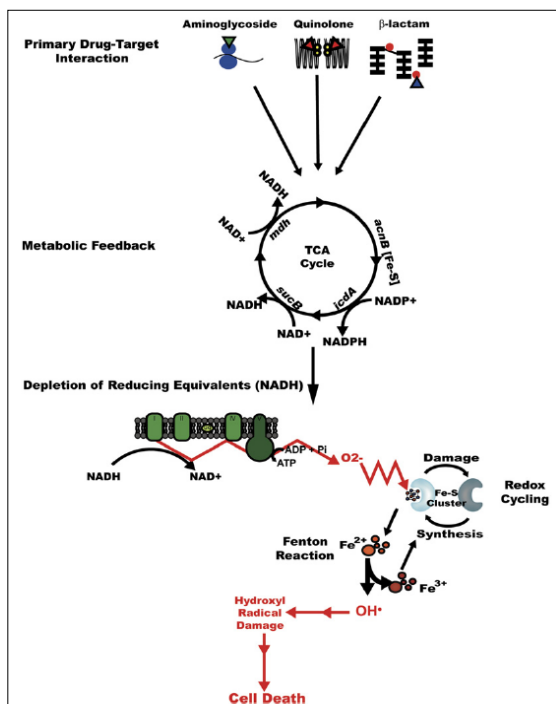 Aminoglycoside Quinolone β-lactam
Primary Drug-Target
Interaction
NADH
NAD+
mdh
acnB [Fe-S]
Metabolic Feedback
TCA
Cycle
sucB
icdA
NADP+
NADH
NAD+
NADPH
Depletion of Reducing Equivalents (NADH)
I II IV V
ADP + Pi
ATP
NADH
NAD+
O2-
Damage
Fe-S
Cluster
Redox
Cycling
Synthesis
Fenton
Reaction
Fe2+
Fe3+
OH•
Hydroxyl
Radical
Damage
Cell Death